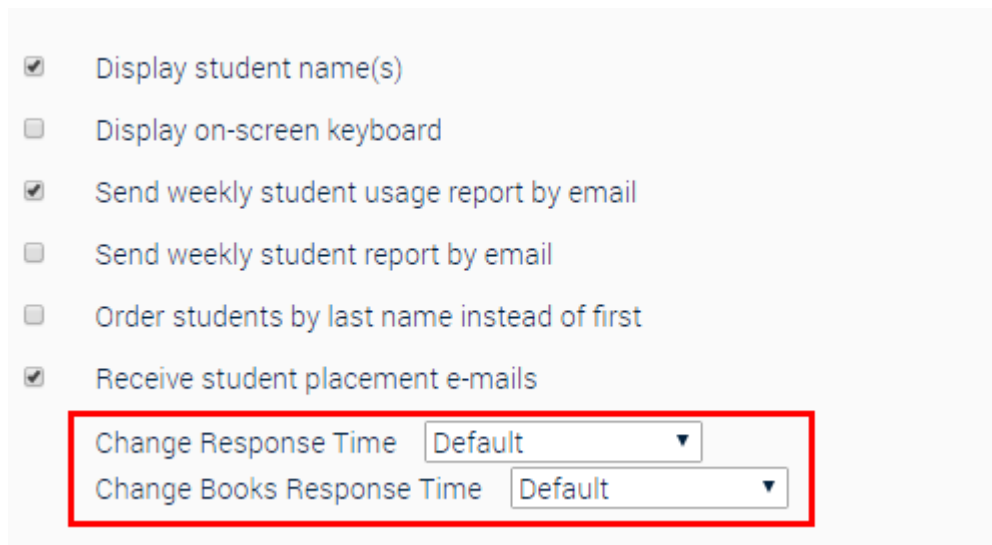 Display student name(s)
Display on-screen keyboard
Send weekly student usage report by email
Send weekly student report by email
Order students by last name instead of first
Receive student placement e-mails
Change Response Time Default
Change Books Response Time Default